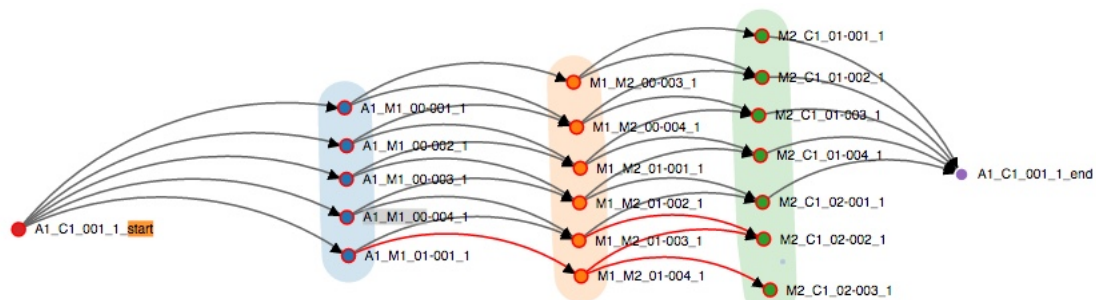 A1_C1_001_1_start
A1_M1_00-001_1
A1_M1_00-002_1
A1_M1_00-003_1
A1_M1_00-004_1
A1_M1_01-001_1
M1_M2_00-003_1
M1_M2_00-004_1
M1_M2_01-001_1
M1_M2_01-002_1
M1_M2_01-003_1
M1_M2_01-004_1
M2_C1_01-001_1
M2_C1_01-002_1
M2_C1_01-003_1
M2_C1_01-004_1
M2_C1_02-001_1
M2_C1_02-002_1
M2_C1_02-003_1
A1_C1_001_1_end